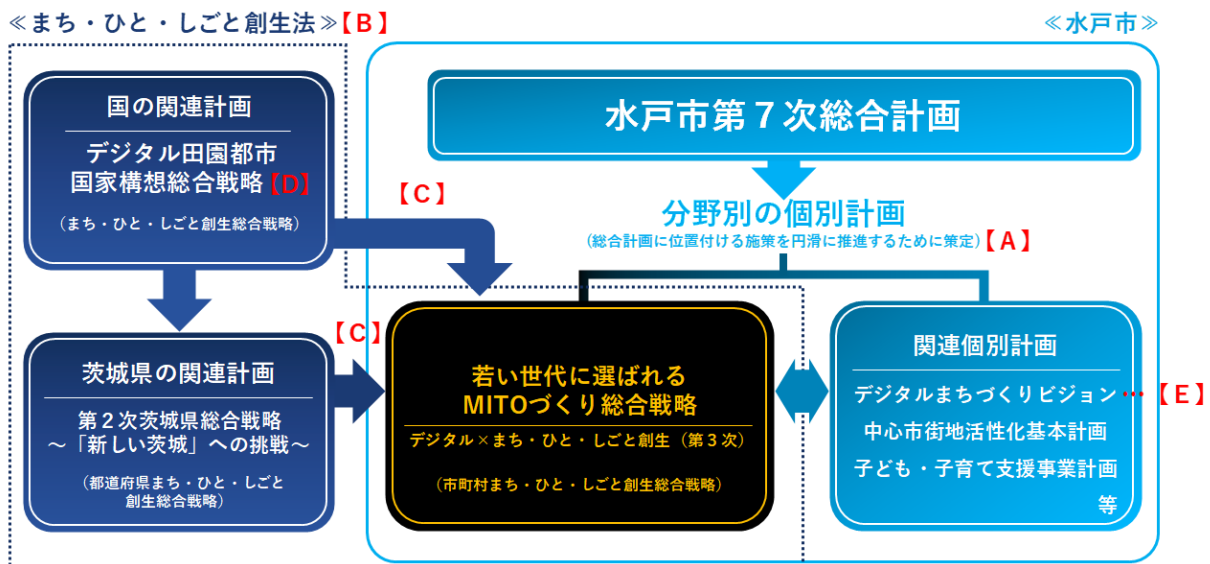 ≪まち・ひと・しごと創生法≫【B】
≪水戸市≫
国の関連計画
デジタル田園都市
国家構想総合戦略【D】
（まち・ひと・しごと創生総合戦略）
水戸市第７次総合計画
【C】
分野別の個別計画
(総合計画に位置付ける施策を円滑に推進するために策定)【A】
【C】
茨城県の関連計画
第２次茨城県総合戦略
～「新しい茨城」への挑戦～
（都道府県まち・ひと・しごと
創生総合戦略）
若い世代に選ばれる
MITOづくり総合戦略
デジタル×まち・ひと・しごと創生（第３次）
（市町村まち・ひと・しごと創生総合戦略）
関連個別計画
デジタルまちづくりビジョン…【E】
中心市街地活性化基本計画
子ども・子育て支援事業計画
等